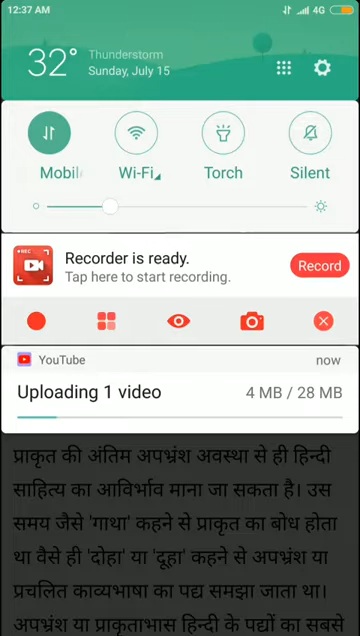 12:37 AM
4G
32°
Thunderstorm
Sunday, July 15
Mobil
Wi-Fi
Torch
Silent
REC
Recorder is ready.
Tap here to start recording.
Record
YouTube
now
Uploading 1 video
4 MB / 28 MB
प्राकृत की अंतिम अपभ्रंश अवस्था से ही हिन्दी
साहित्य का आविर्भाव माना जा सकता है। उस
समय जैसे 'गाथा' कहने से प्राकृत का बोध होता
था वैसे ही 'दोहा' या 'दूहा' कहने से अपभ्रंश या
प्रचलित काव्यभाषा का पद्य समझा जाता था।
अपभ्रंश या प्राकृताभास हिन्दी के पद्यों का सबसे